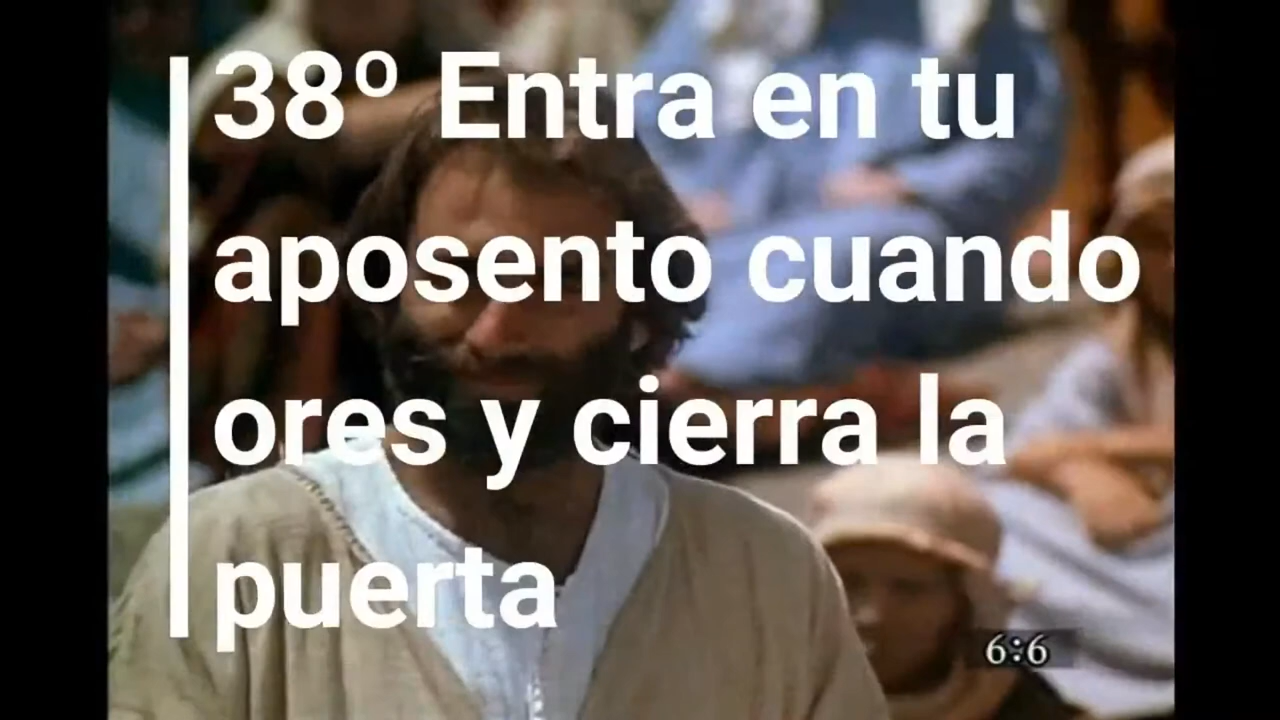 38º Entra en tu
aposento cuando
ores y cierra la
puerta
6:6